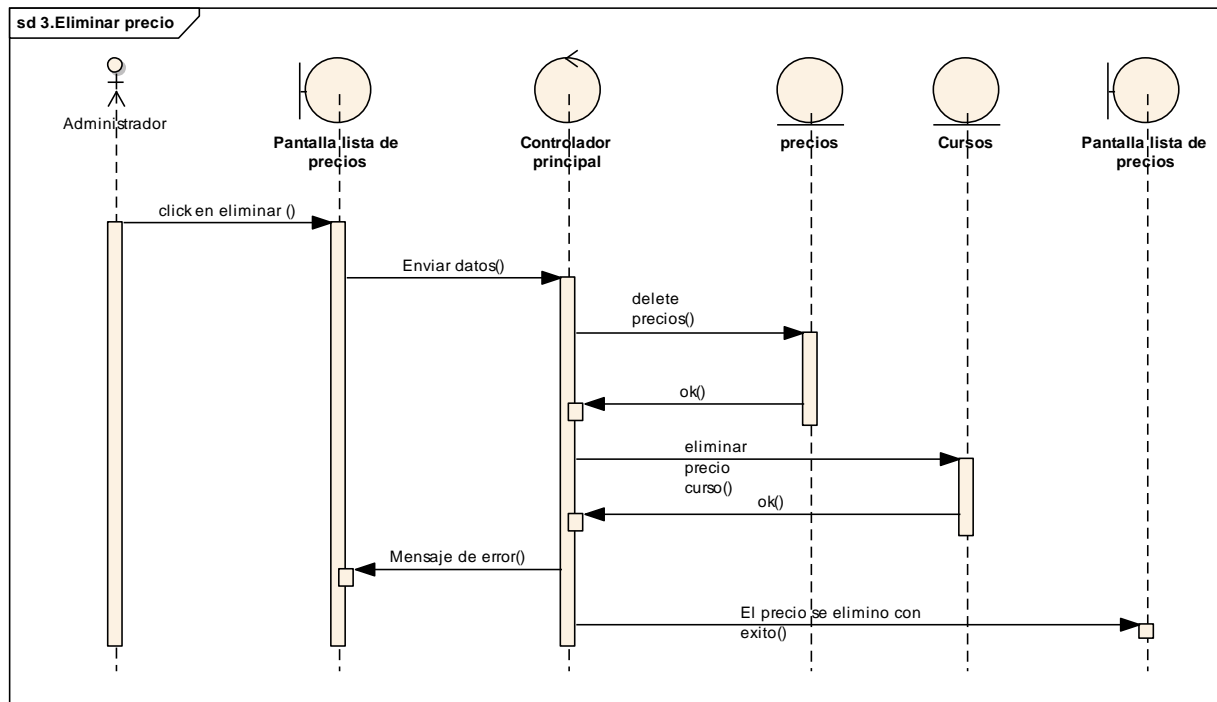 sd 3.Eliminar precio
Administrador
Pantalla lista de
precios
Controlador
principal
precios
Cursos
Pantalla lista de
precios
click en eliminar ()
Enviar datos()
delete
precios()
ok()
eliminar
precio
curso()
ok()
Mensaje de error()
El precio se elimino con
exito()